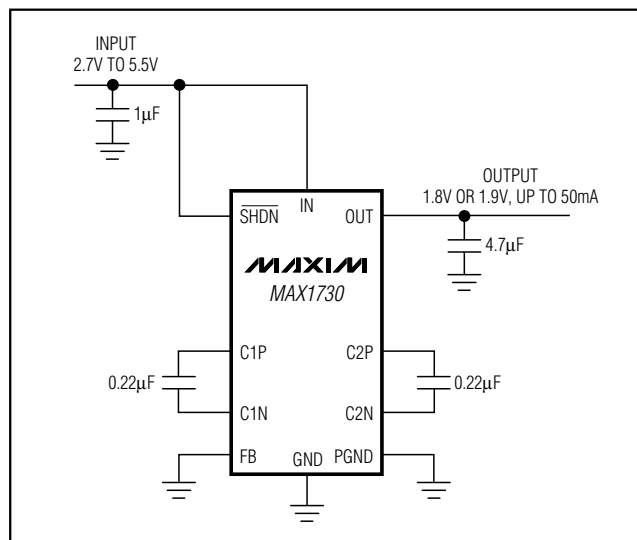 INPUT
2.7V TO 5.5V
1µF
OUTPUT
1.8V OR 1.9V, UP TO 50mA
4.7µF
IN
SHDN
OUT
MAXIM
MAX1730
C1P
C2P
0.22µF
0.22µF
C1N
C2N
FB
GND
PGND